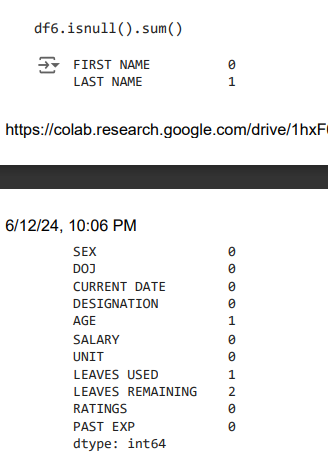 df6.isnull().sum()
FIRST NAME 0
LAST NAME 1
https://colab.research.google.com/drive/1hxF
6/12/24, 10:06 PM
SEX 0
DOJ 0
CURRENT DATE 0
DESIGNATION 0
AGE 1
SALARY 0
UNIT 0
LEAVES USED 1
LEAVES REMAINING 2
RATINGS 0
PAST EXP 0
dtype: int64